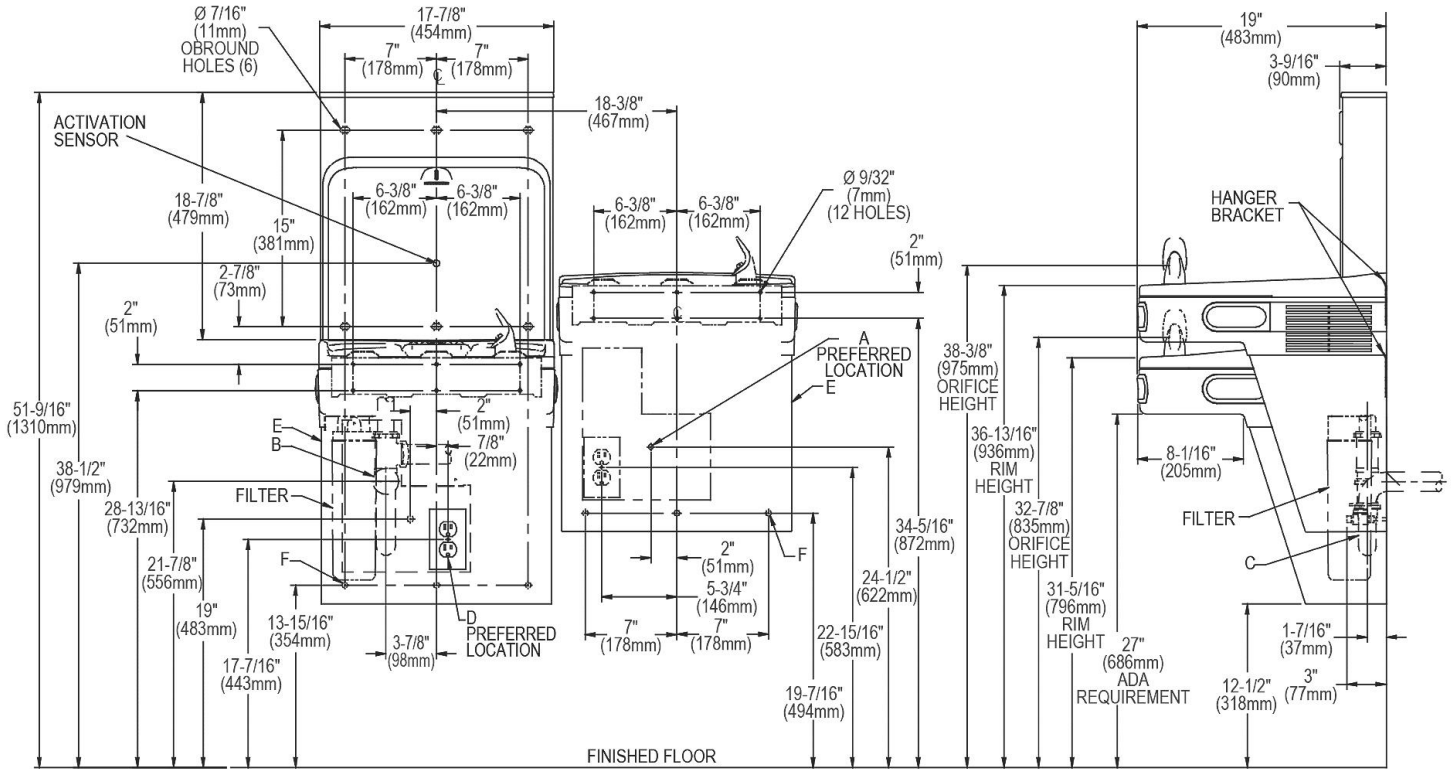 Ø 7/16"
(11mm)
OBROUND
HOLES (6)
17-7/8"
(454mm)
7"
(178mm)
7"
(178mm)
ACTIVATION
SENSOR
18-3/8"
(467mm)
18-7/8"
(479mm)
15"
(381mm)
2-7/8"
(73mm)
2"
(51mm)
6-3/8"
(162mm)
6-3/8"
(162mm)
6-3/8"
(162mm)
6-3/8"
(162mm)
Ø 9/32"
(7mm)
(12 HOLES)
2"
(51mm)
A
PREFERRED
LOCATION
E
51-9/16"
(1310mm)
38-1/2"
(979mm)
28-13/16"
(732mm)
21-7/8"
(556mm)
19"
(483mm)
17-7/16"
(443mm)
13-15/16"
(354mm)
E
B
FILTER
F
2"
(51mm)
7/8"
(22mm)
3-7/8"
(98mm)
D
PREFERRED
LOCATION
F
2"
(51mm)
5-3/4"
(146mm)
7"
(178mm)
7"
(178mm)
34-5/16"
(872mm)
24-1/2"
(622mm)
22-15/16"
(583mm)
19-7/16"
(494mm)
FINISHED FLOOR
19"
(483mm)
3-9/16"
(90mm)
HANGER
BRACKET
38-3/8"
(975mm)
ORIFICE
HEIGHT
36-13/16"
(936mm)
RIM
HEIGHT
32-7/8"
(835mm)
ORIFICE
HEIGHT
31-5/16"
(796mm)
RIM
HEIGHT
27"
(686mm)
ADA
REQUIREMENT
8-1/16"
(205mm)
FILTER
C
12-1/2"
(318mm)
1-7/16"
(37mm)
3"
(77mm)